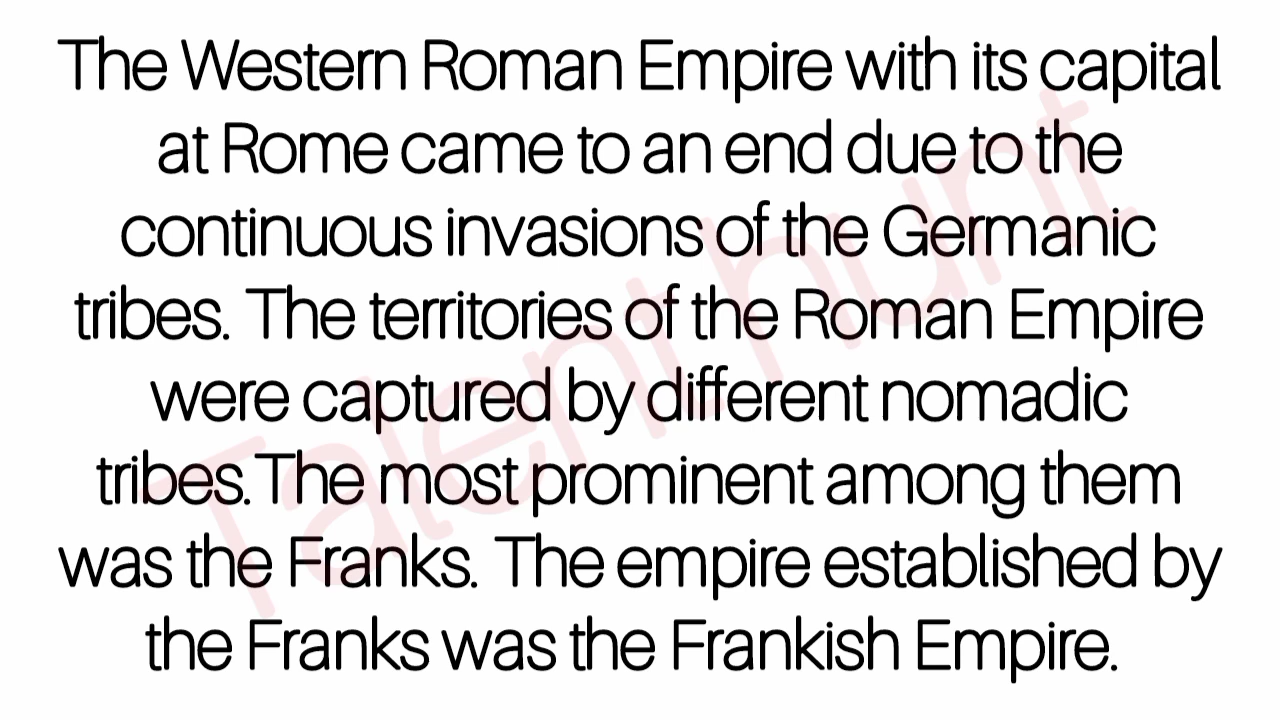 The Western Roman Empire with its capital
at Rome came to an end due to the
continuous invasions of the Germanic
tribes. The territories of the Roman Empire
were captured by different nomadic
tribes.The most prominent among them
was the Franks. The empire established by
the Franks was the Frankish Empire.
Talent hunt